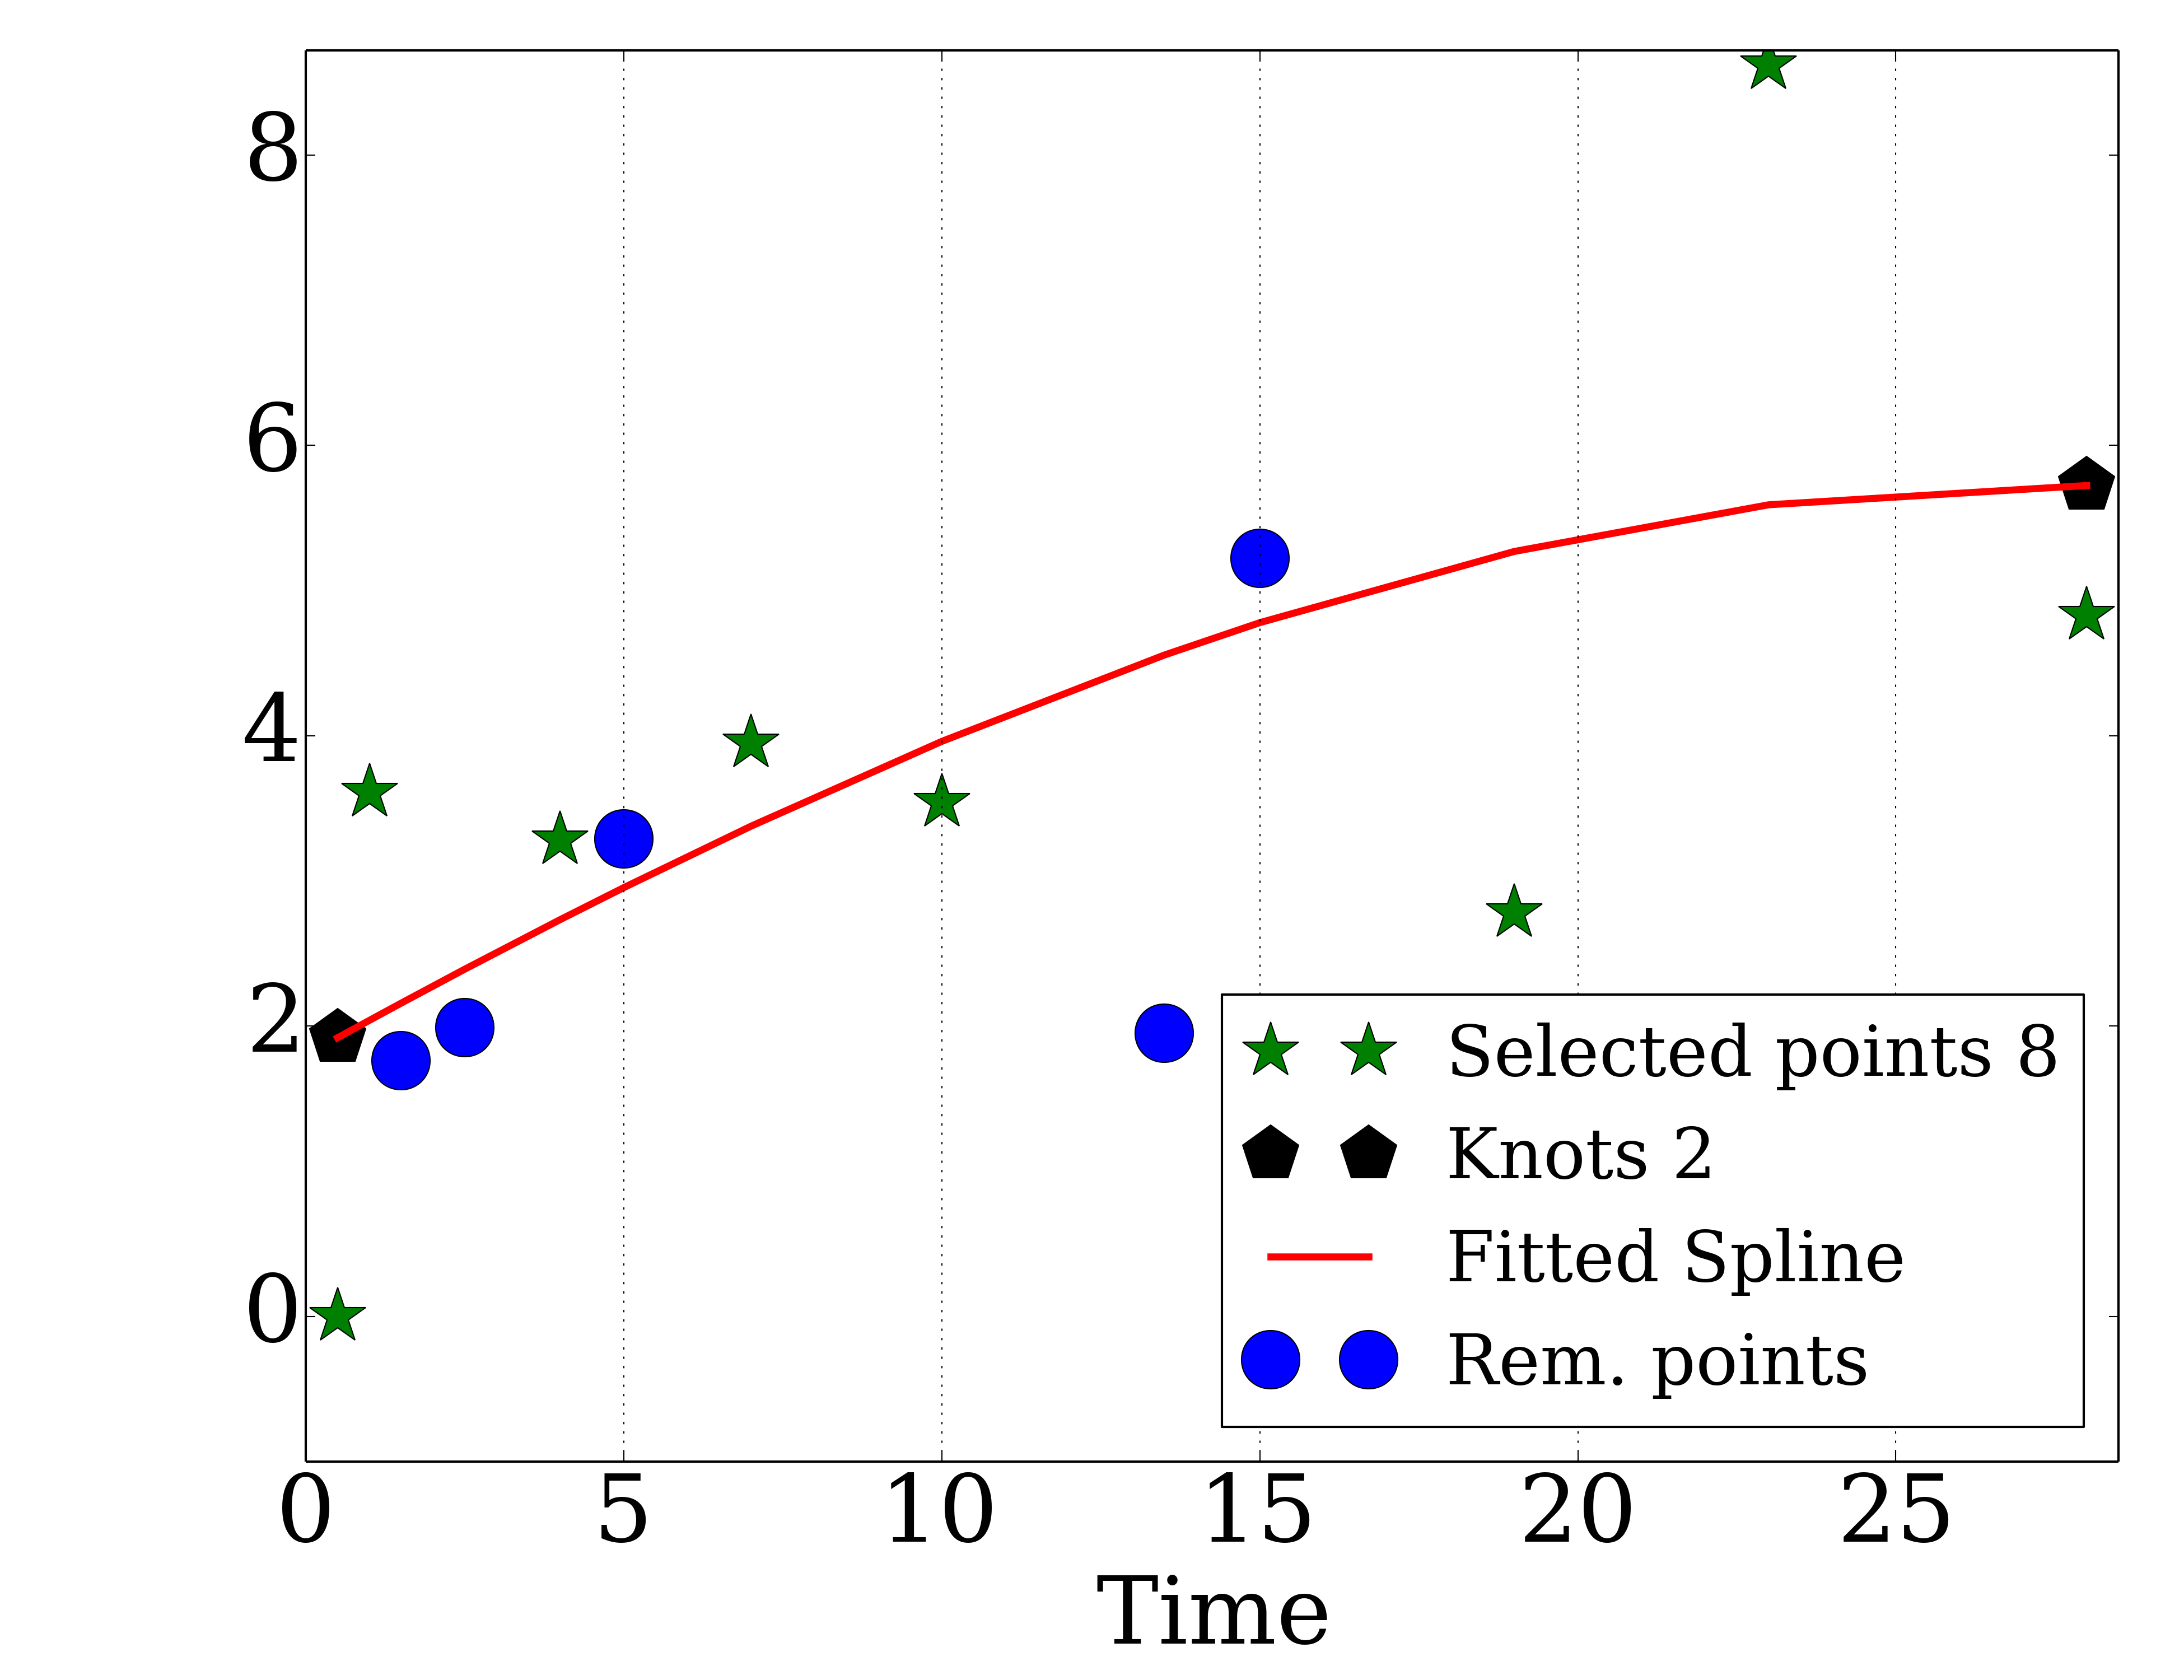 8
6
4
2
0
Selected points 8
Knots 2
Fitted Spline
Rem. points
0 5 10 15 20 25
Time